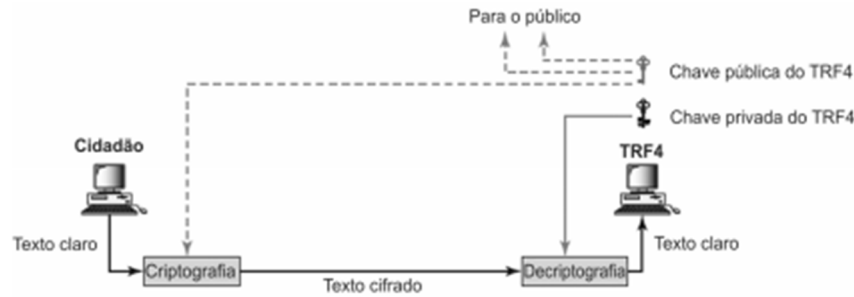 Para o público
Chave pública do TRF4
Chave privada do TRF4
Cidadão
TRF4
Texto claro
Texto claro
Criptografia
Decriptografia
Texto cifrado